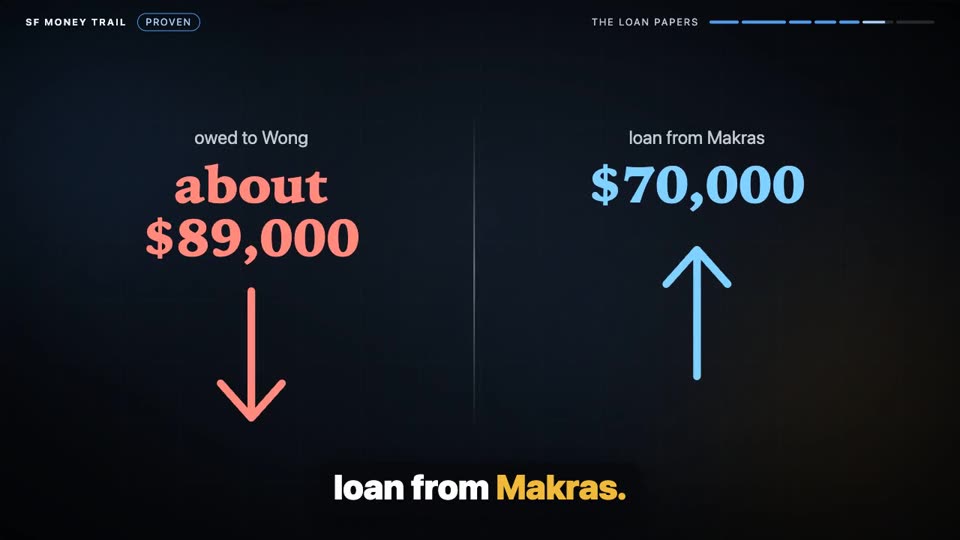 SF MONEY TRAIL PROVEN
THE LOAN PAPERS
owed to Wong
about
$89,000
loan from Makras
$70,000
loan from Makras.